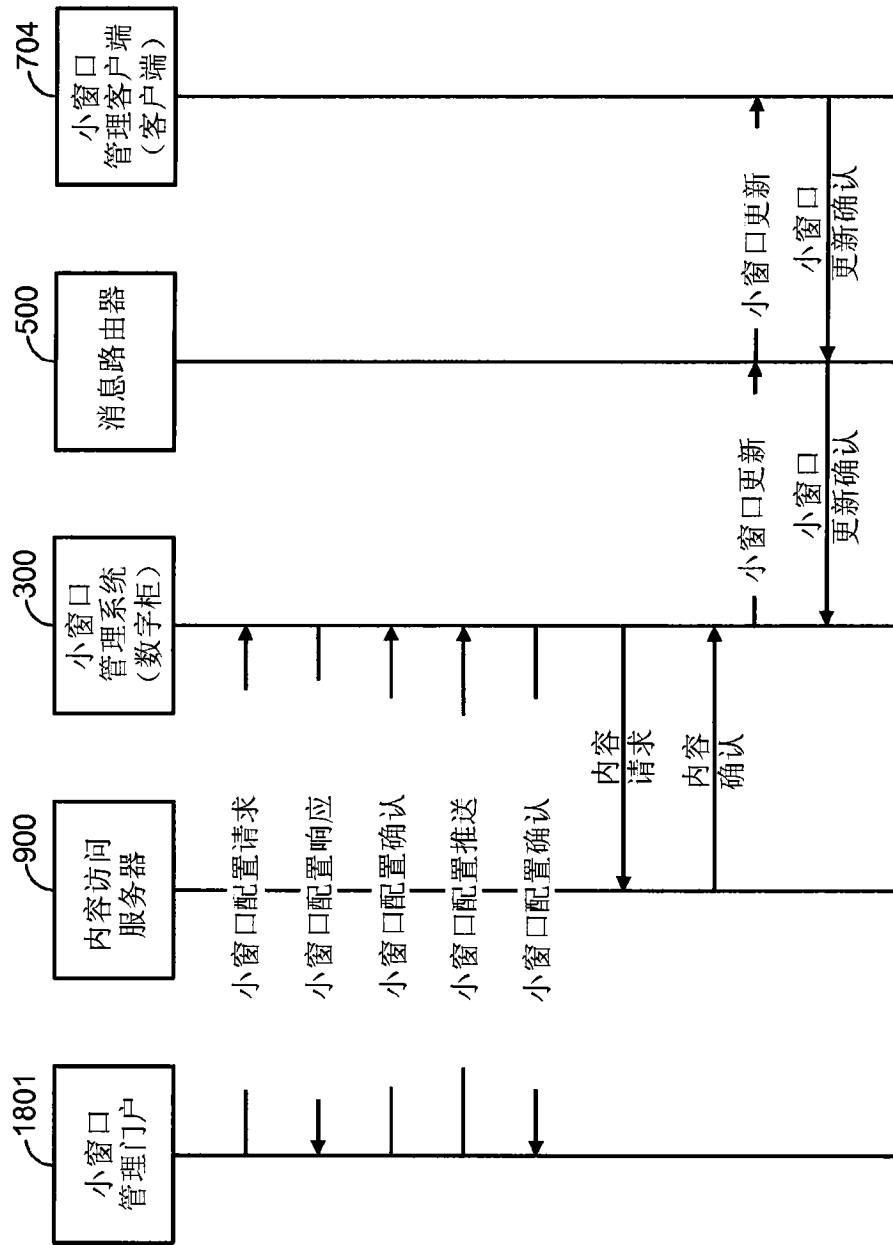 1801
小窗口
管理门户
900
内容访问
服务器
300
小窗口
管理系统
(数字柜)
500
消息路由器
704
小窗口
管理客户端
(客户端)
小窗口配置请求
小窗口配置响应
小窗口配置确认
小窗口配置推送
小窗口配置确认
内容
请求
内容
确认
小窗口更新
小窗口更新
小窗口
更新确认
小窗口
更新确认